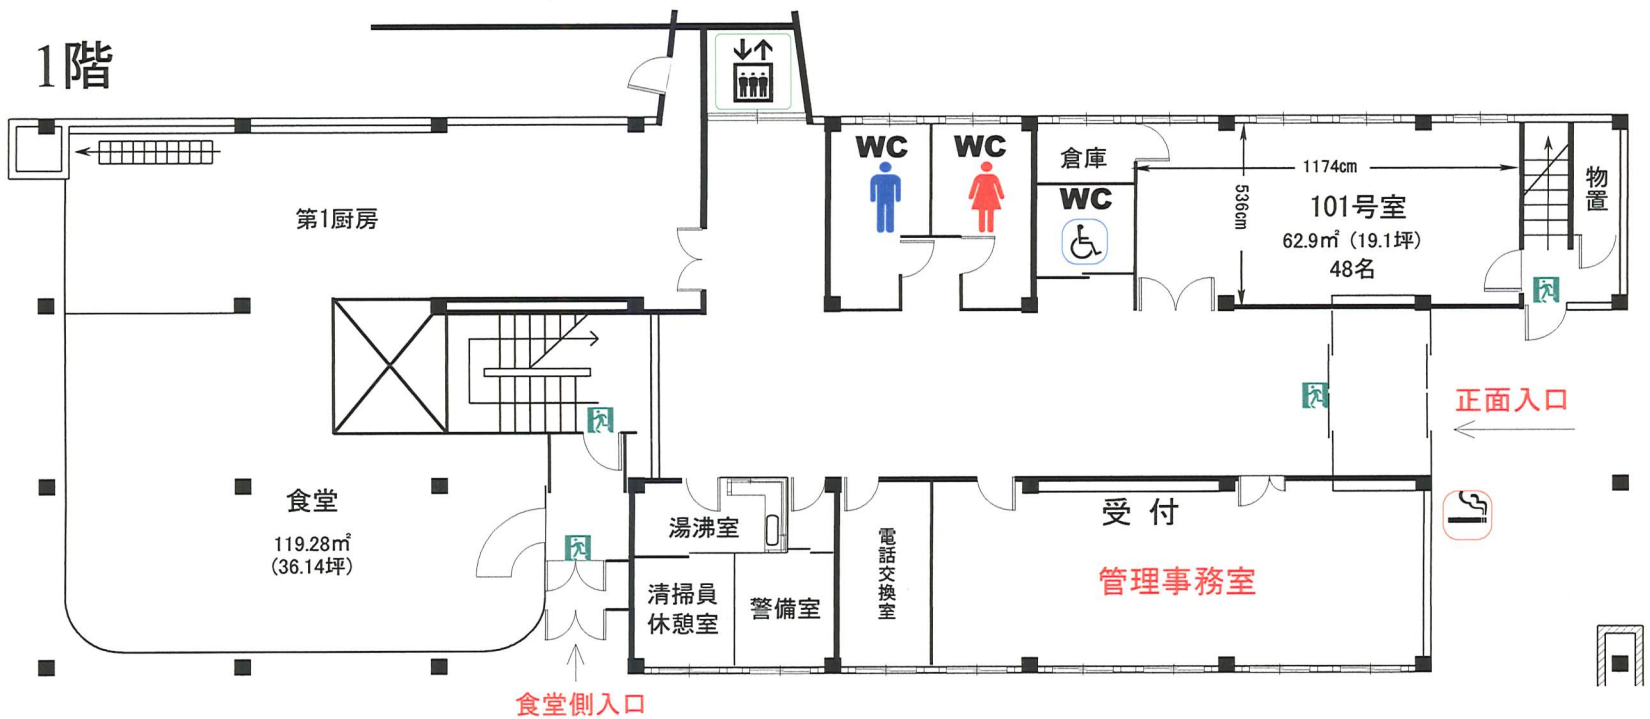 1階
WC
WC
倉庫
1174㎝
物置
第1厨房
WC
536㎝
101号室
62.9㎡（19.1坪）
48名
正面入口
食堂
119.28㎡
（36.14坪）
湯沸室
電話交換室
受付
清掃員
休憩室
警備室
管理事務室
食堂側入口